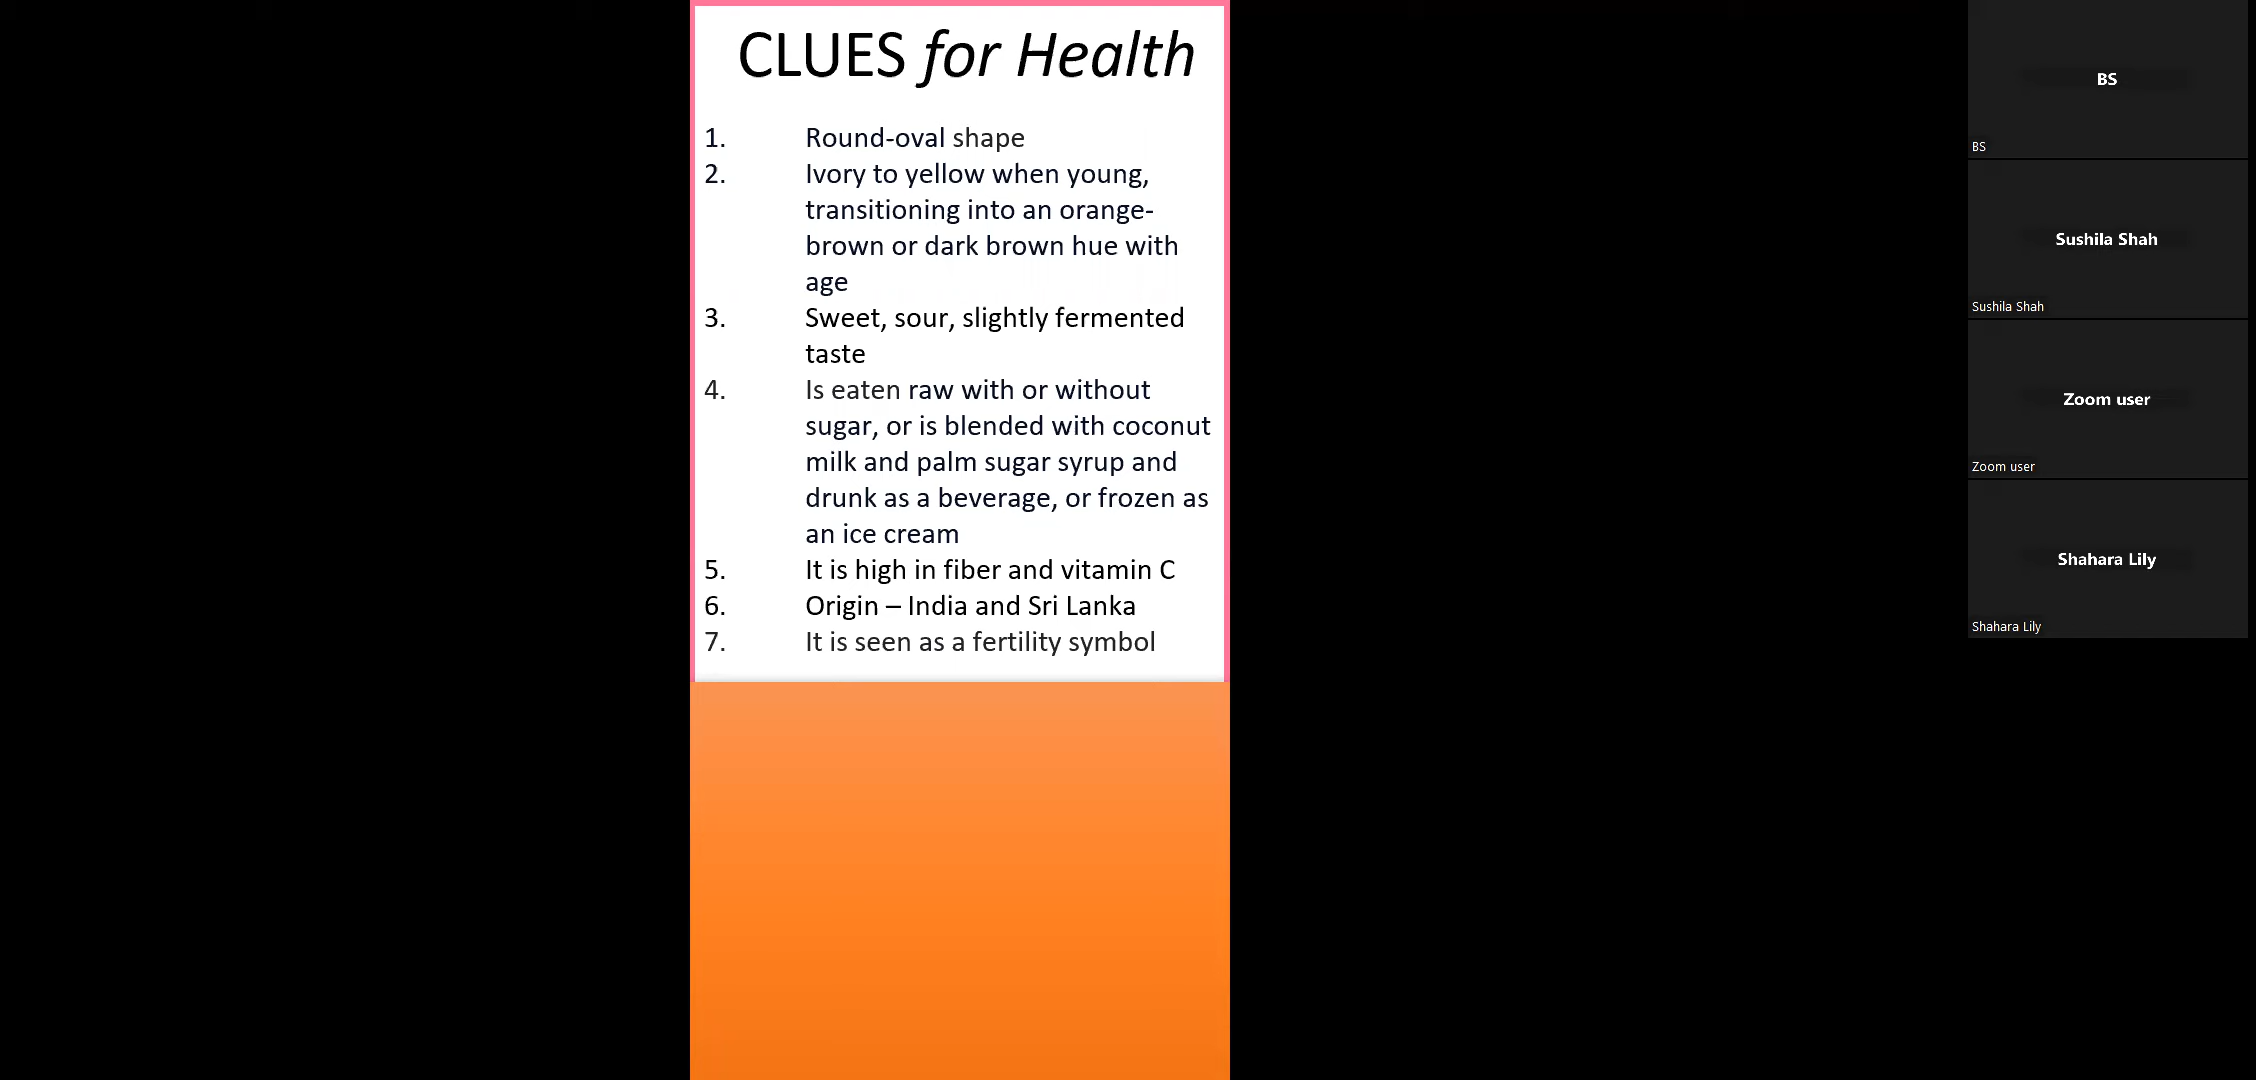 CLUES for Health
1. Round-oval shape
2. Ivory to yellow when young,
transitioning into an orange-
brown or dark brown hue with
age
3. Sweet, sour, slightly fermented
taste
4. Is eaten raw with or without
sugar, or is blended with coconut
milk and palm sugar syrup and
drunk as a beverage, or frozen as
an ice cream
5. It is high in fiber and vitamin C
6. Origin – India and Sri Lanka
7. It is seen as a fertility symbol
BS
BS
Sushila Shah
Sushila Shah
Zoom user
Zoom user
Shahara Lily
Shahara Lily